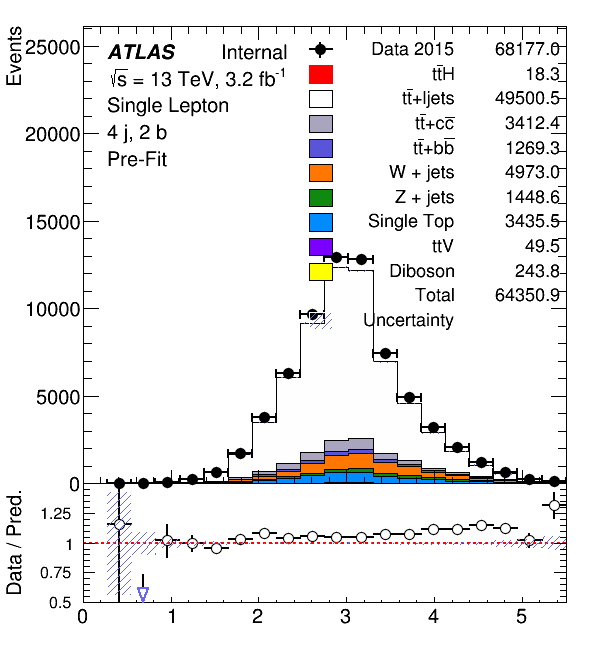 Events
25000
20000
15000
10000
5000
0
ATLAS Internal
√s = 13 TeV, 3.2 fb⁻¹
Single Lepton
4 j, 2 b
Pre-Fit
Data 2015 68177.0
tt̄H 18.3
tt̄+ljets 49500.5
tt̄+cc̄ 3412.4
tt̄+bb̄ 1269.3
W + jets 4973.0
Z + jets 1448.6
Single Top 3435.5
ttV 49.5
Diboson 243.8
Total 64350.9
Uncertainty
Data / Pred.
1.25
1
0.75
0.5
0 1 2 3 4 5